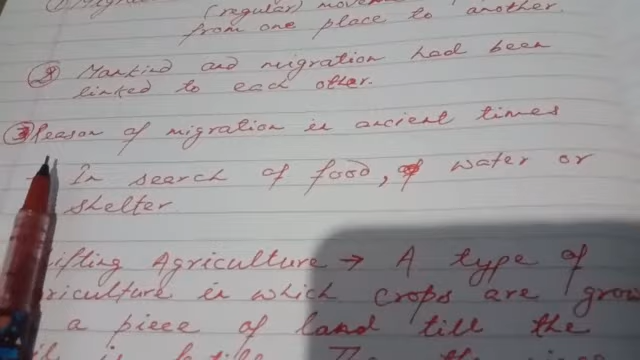 (regular)
from one place to another.
② Mankind and migration had been
linked to each other.
③ Reason of migration in ancient times
In search of food, of water or
shelter.
Agriculture → A type of
in which crops are
a piece of land till the